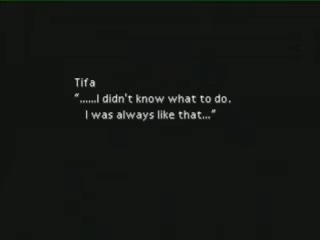 Tifa
“......I didn't know what to do.
I was always like that...”